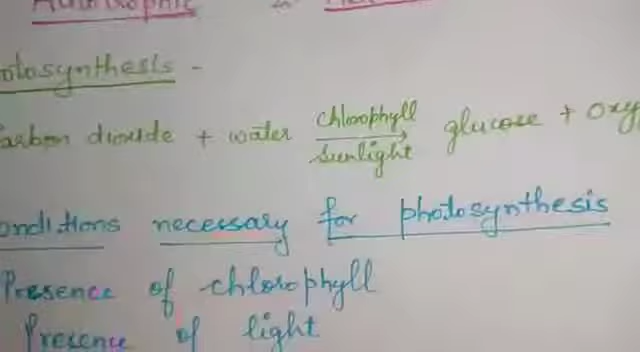 otosynthesis -
arbon dioxide + water chlorophyll glucose + oxy
sunlight
onditions necessary for photosynthesis
Presence of chlorophyll
Presence of light